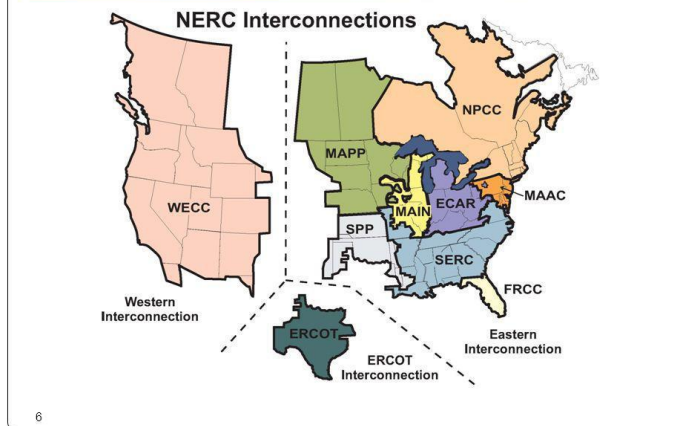 NERC Interconnections
NPCC
MAPP
MAAC
MAIN
ECAR
WECC
SPP
SERC
FRCC
Western
Interconnection
ERCOT
Eastern
Interconnection
ERCOT
Interconnection
6